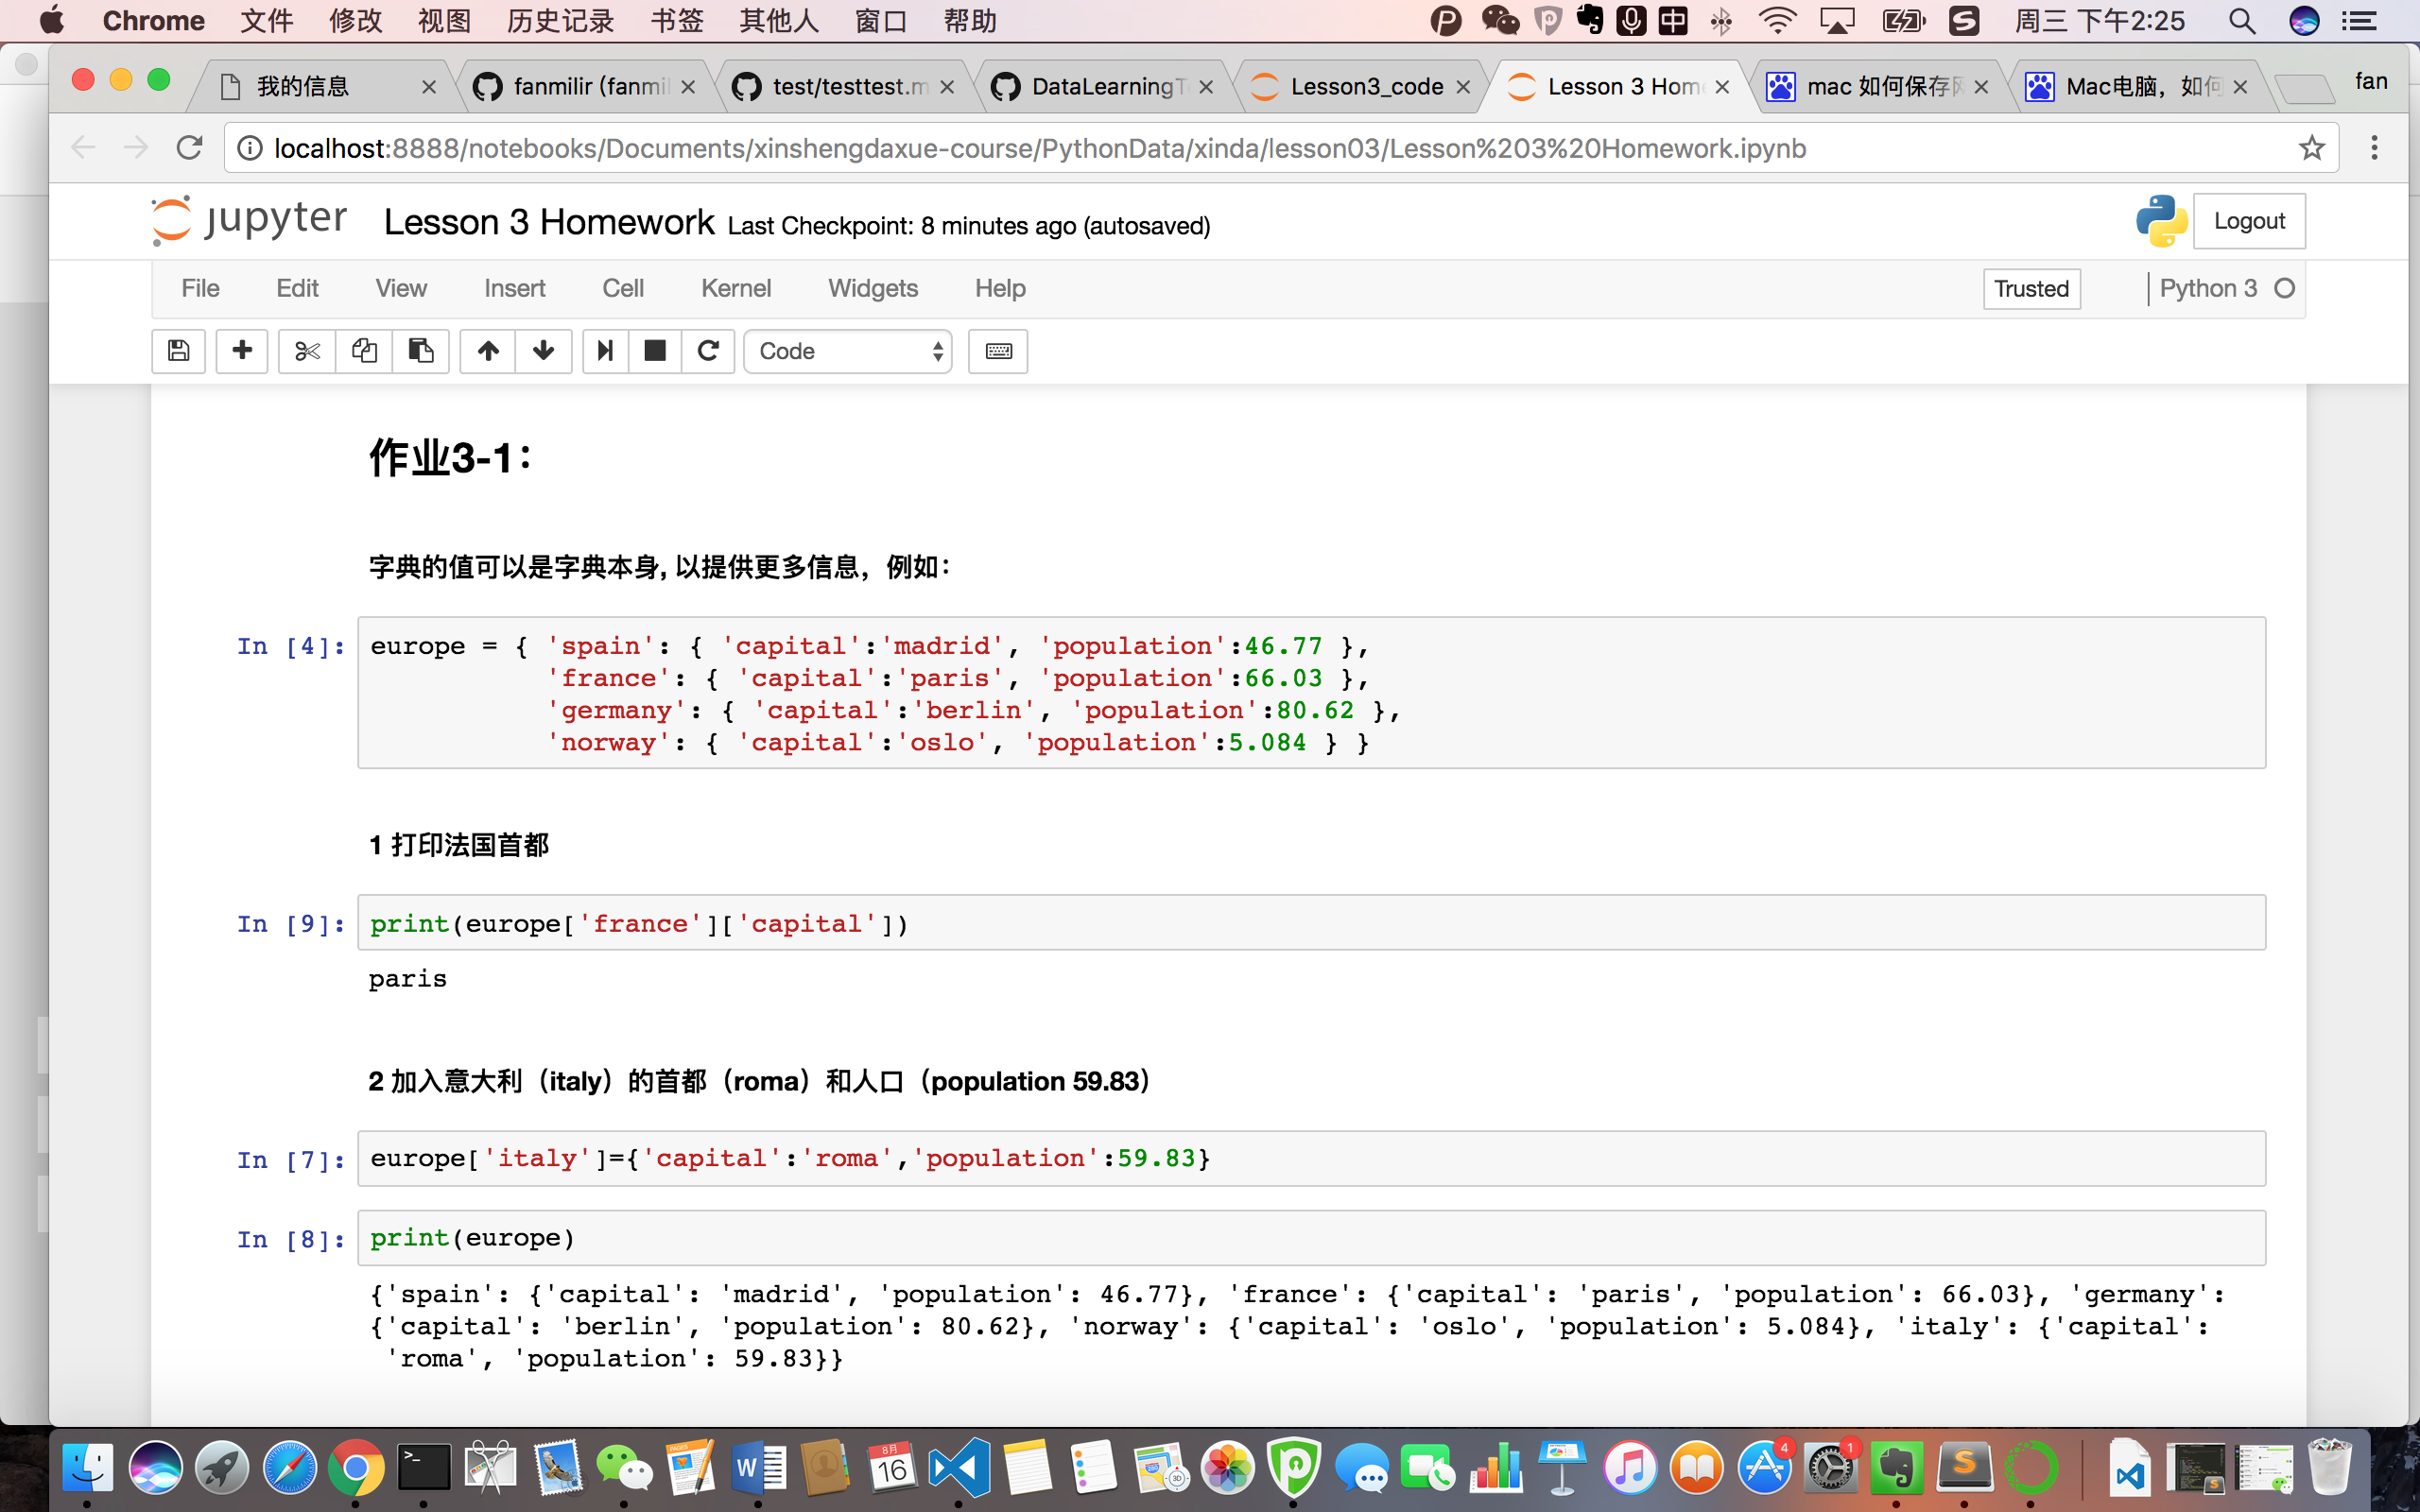 Chrome 文件 修改 视图 历史记录 书签 其他人 窗口 帮助 中 周三 下午2:25
我的信息 fanmilir (fanmil test/testtest.m DataLearningT Lesson3_code Lesson 3 Hom mac 如何保存 Mac电脑，如何 fan
localhost:8888/notebooks/Documents/xinshengdaxue-course/PythonData/xinda/lesson03/Lesson%203%20Homework.ipynb
jupyter Lesson 3 Homework Last Checkpoint: 8 minutes ago (autosaved) Logout
File Edit View Insert Cell Kernel Widgets Help Trusted Python 3
Code
作业3-1：
字典的值可以是字典本身, 以提供更多信息，例如：
In [4]: europe = { 'spain': { 'capital':'madrid', 'population':46.77 },
'france': { 'capital':'paris', 'population':66.03 },
'germany': { 'capital':'berlin', 'population':80.62 },
'norway': { 'capital':'oslo', 'population':5.084 } }
1 打印法国首都
In [9]: print(europe['france']['capital'])
paris
2 加入意大利（italy）的首都（roma）和人口（population 59.83）
In [7]: europe['italy']={'capital':'roma','population':59.83}
In [8]: print(europe)
{'spain': {'capital': 'madrid', 'population': 46.77}, 'france': {'capital': 'paris', 'population': 66.03}, 'germany':
{'capital': 'berlin', 'population': 80.62}, 'norway': {'capital': 'oslo', 'population': 5.084}, 'italy': {'capital':
'roma', 'population': 59.83}}
8月
16
4
1